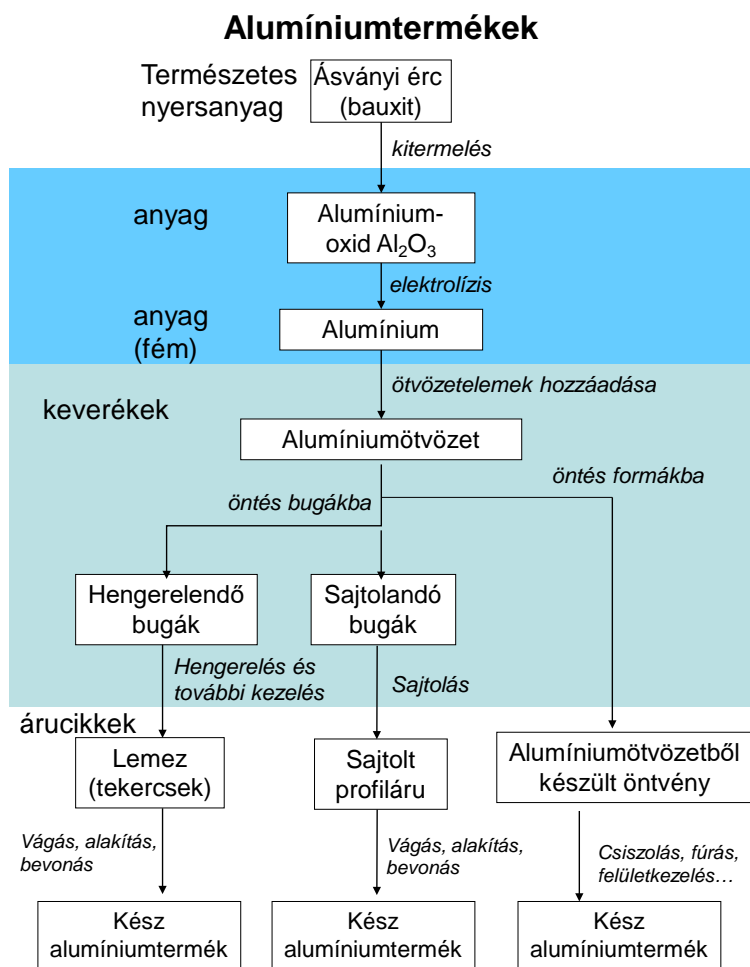 Alumíniumtermékek
Természetes
nyersanyag
Ásványi érc
(bauxit)
kitermelés
anyag
Alumínium-
oxid Al₂O₃
elektrolízis
anyag
(fém)
Alumínium
ötvözetelemek hozzáadása
keverékek
Alumíniumötvözet
öntés bugákba
öntés formákba
Hengerelendő
bugák
Sajtolandó
bugák
Hengerelés és
további kezelés
Sajtolás
árucikkek
Lemez
(tekercsek)
Sajtolt
profiláru
Alumíniumötvözetből
készült öntvény
Vágás, alakítás,
bevonás
Vágás, alakítás,
bevonás
Csiszolás, fúrás,
felületkezelés…
Kész
alumíniumtermék
Kész
alumíniumtermék
Kész
alumíniumtermék